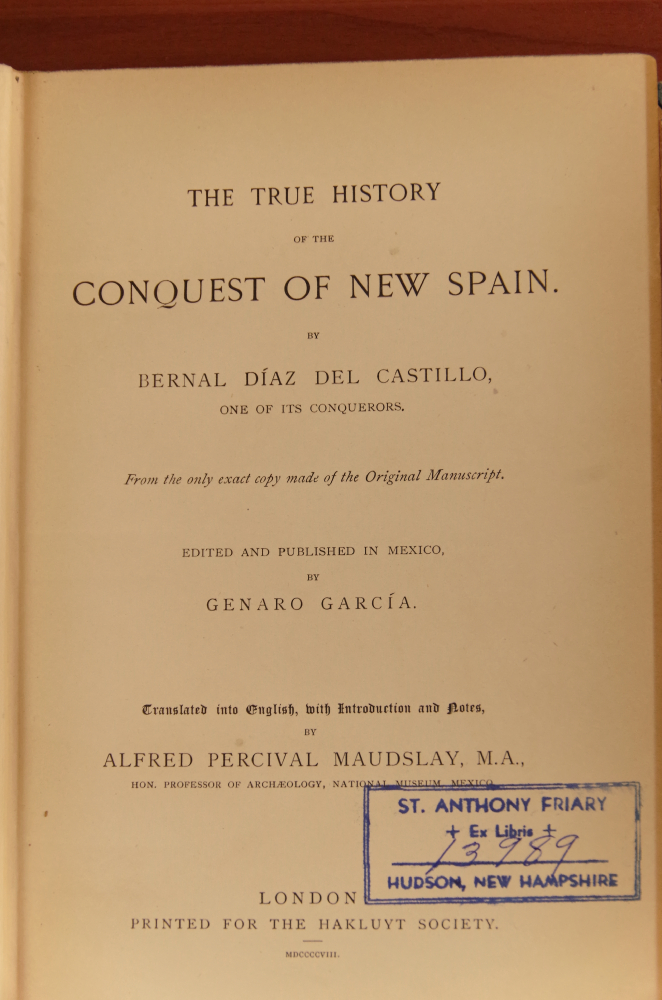 THE TRUE HISTORY
OF THE
CONQUEST OF NEW SPAIN.
BY
BERNAL DÍAZ DEL CASTILLO,
ONE OF ITS CONQUERORS.
From the only exact copy made of the Original Manuscript.
EDITED AND PUBLISHED IN MEXICO,
BY
GENARO GARCÍA.
Translated into English, with Introduction and Notes,
BY
ALFRED PERCIVAL MAUDSLAY, M.A.,
HON. PROFESSOR OF ARCHÆOLOGY, NATIONAL MUSEUM, MEXICO
ST. ANTHONY FRIARY
+ Ex Libris +
13989
HUDSON, NEW HAMPSHIRE
LONDON
PRINTED FOR THE HAKLUYT SOCIETY.
MDCCCCVIII.